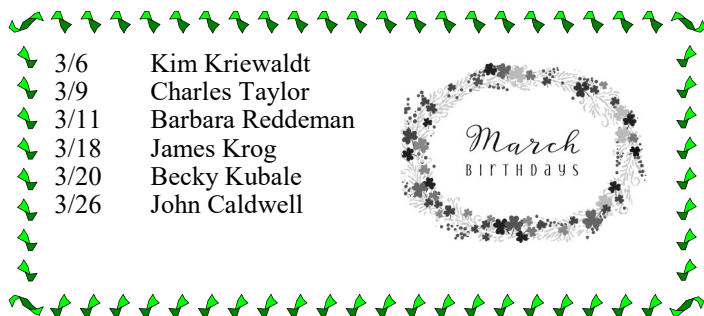 3/6 Kim Kriewaldt
3/9 Charles Taylor
3/11 Barbara Reddeman
3/18 James Krog
3/20 Becky Kubale
3/26 John Caldwell
March
BIRTHDAYS